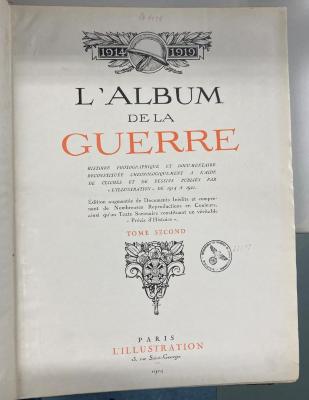 1914 1919
L'ALBUM
DE LA
GUERRE
HISTOIRE PHOTOGRAPHIQUE ET DOCUMENTAIRE
RECONSTITUÉE CHRONOLOGIQUEMENT A L'AIDE
DE CLICHÉS ET DE DESSINS PUBLIÉS PAR
« L'ILLUSTRATION » DE 1914 A 1921.
Édition augmentée de Documents Inédits et compre-
nant de Nombreuses Reproductions en Couleurs,
ainsi qu'un Texte Sommaire constituant un véritable
« Précis d'Histoire ».
TOME SECOND
PARIS
L'ILLUSTRATION
13, rue Saint-Georges